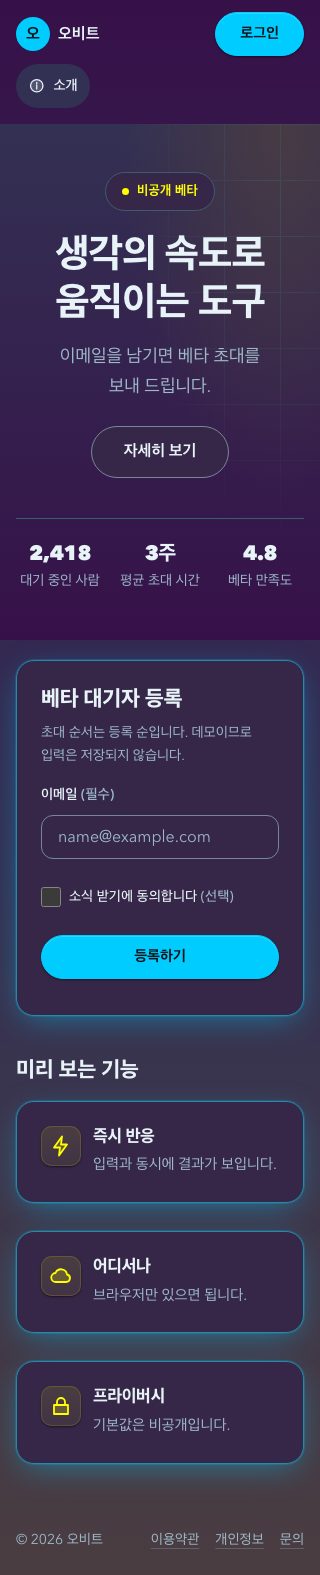 오 오비트
로그인
소개
비공개 베타
생각의 속도로
움직이는 도구
이메일을 남기면 베타 초대를
보내 드립니다.
자세히 보기
2,418 3주 4.8
대기 중인 사람 평균 초대 시간 베타 만족도
베타 대기자 등록
초대 순서는 등록 순입니다. 데모이므로
입력은 저장되지 않습니다.
이메일 (필수)
name@example.com
소식 받기에 동의합니다 (선택)
등록하기
미리 보는 기능
즉시 반응
입력과 동시에 결과가 보입니다.
어디서나
브라우저만 있으면 됩니다.
프라이버시
기본값은 비공개입니다.
© 2026 오비트 이용약관 개인정보 문의